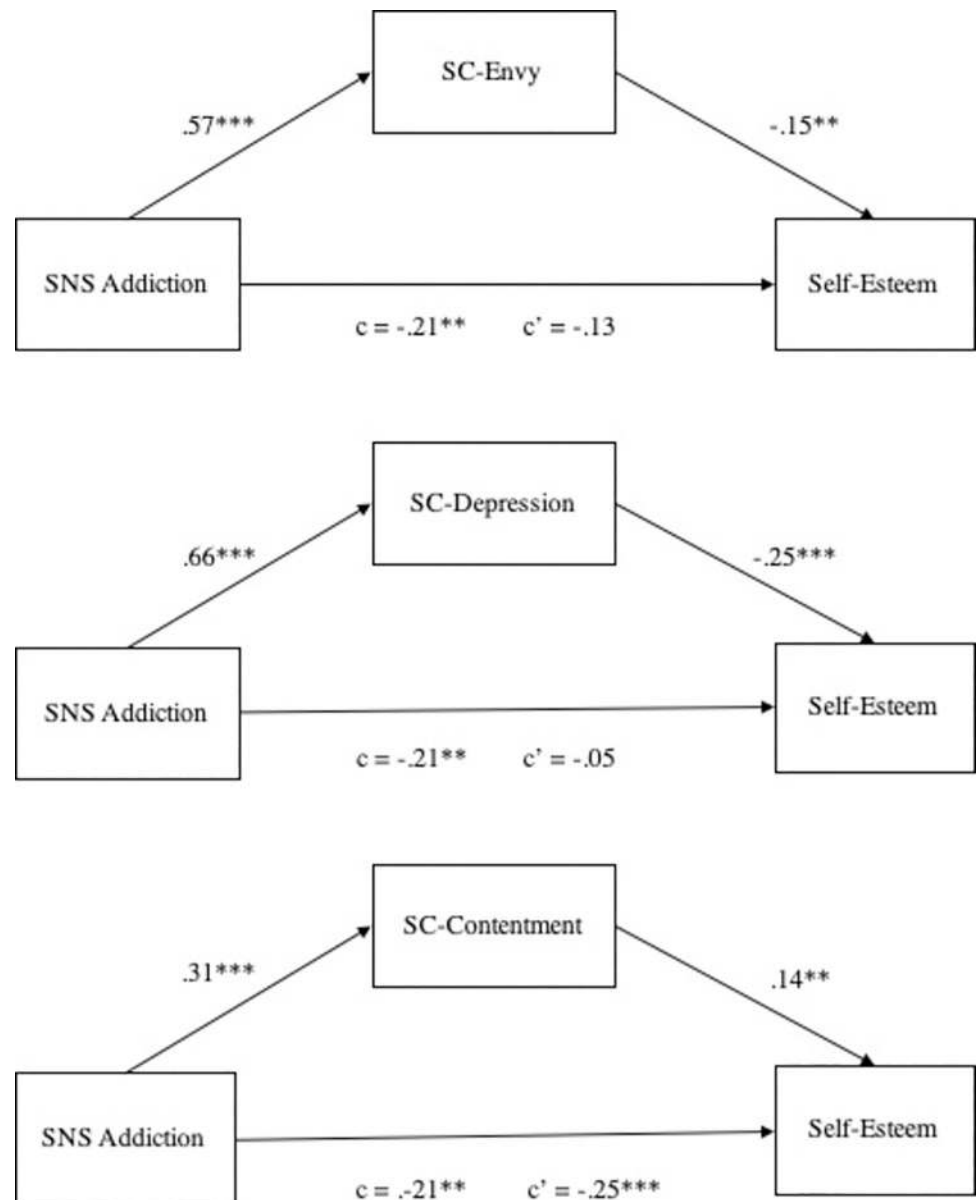 SC-Envy
.57***
-.15**
SNS Addiction
Self-Esteem
c = -.21** c’ = -.13
SC-Depression
.66***
-.25***
SNS Addiction
Self-Esteem
c = -.21** c’ = -.05
SC-Contentment
.31***
.14**
SNS Addiction
Self-Esteem
c = .-21** c’ = -.25***